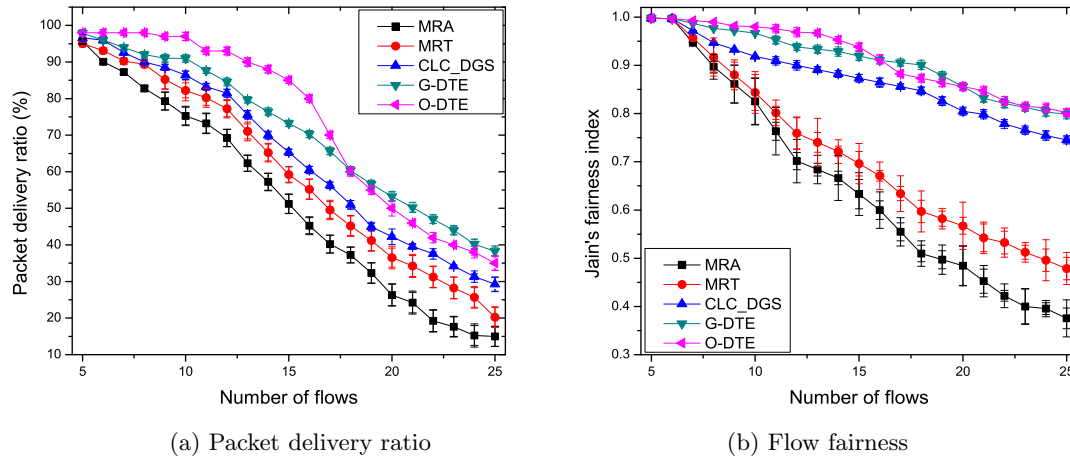 100
90
80
70
60
50
40
30
20
10
5
10
15
20
25
Packet delivery ratio (%)
Number of flows
MRA
MRT
CLC_DGS
G-DTE
O-DTE
(a) Packet delivery ratio
1.0
0.9
0.8
0.7
0.6
0.5
0.4
0.3
5
10
15
20
25
Jain's fairness index
Number of flows
MRA
MRT
CLC_DGS
G-DTE
O-DTE
(b) Flow fairness